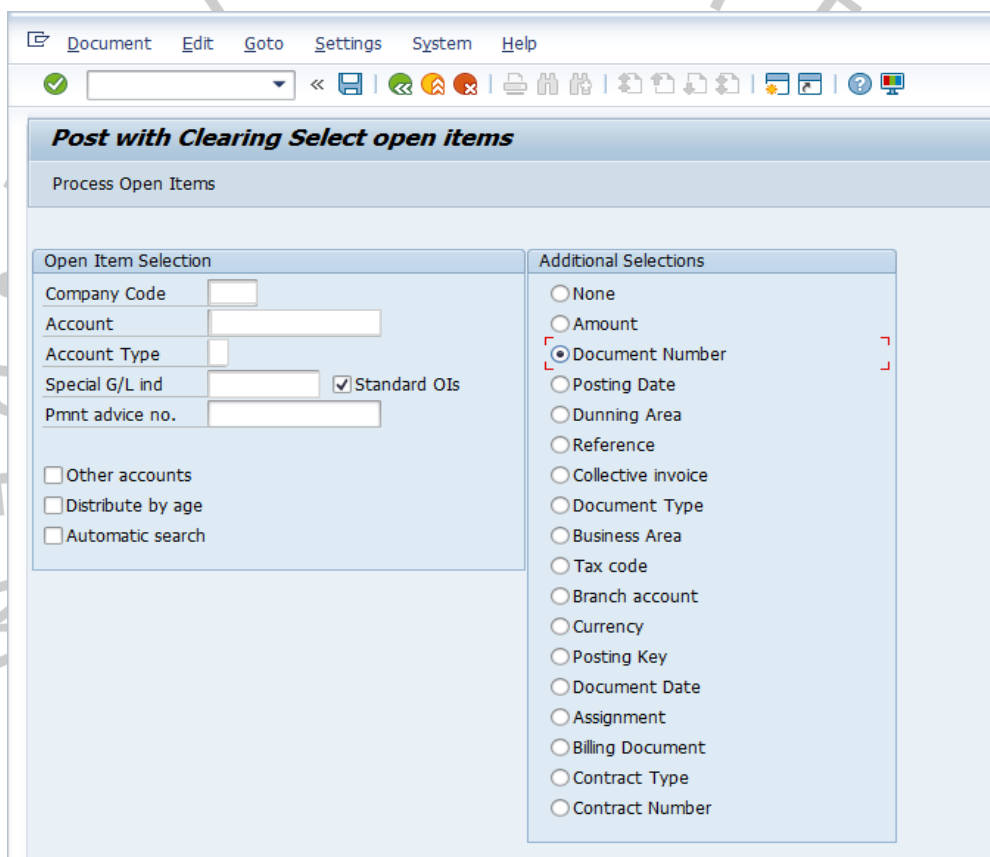 Document Edit Goto Settings System Help
Post with Clearing Select open items
Process Open Items
Open Item Selection
Company Code
Account
Account Type
Special G/L ind
Standard OIs
Pmnt advice no.
Other accounts
Distribute by age
Automatic search
Additional Selections
None
Amount
Document Number
Posting Date
Dunning Area
Reference
Collective invoice
Document Type
Business Area
Tax code
Branch account
Currency
Posting Key
Document Date
Assignment
Billing Document
Contract Type
Contract Number